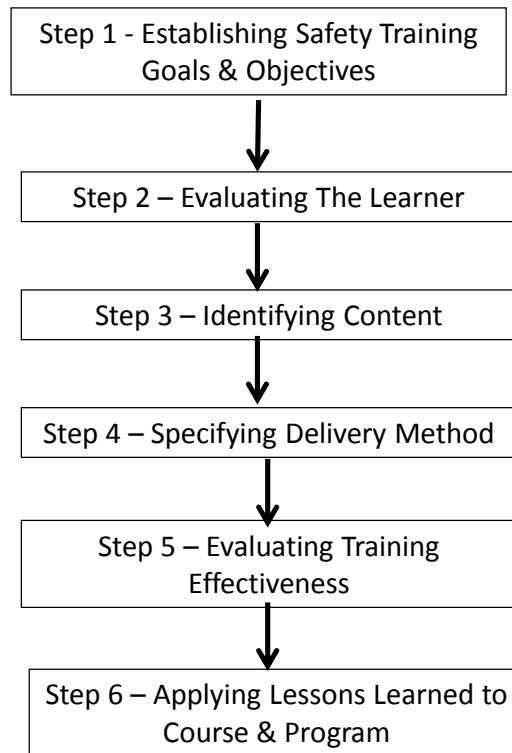 Step 1 - Establishing Safety Training
Goals & Objectives
Step 2 – Evaluating The Learner
Step 3 – Identifying Content
Step 4 – Specifying Delivery Method
Step 5 – Evaluating Training
Effectiveness
Step 6 – Applying Lessons Learned to
Course & Program